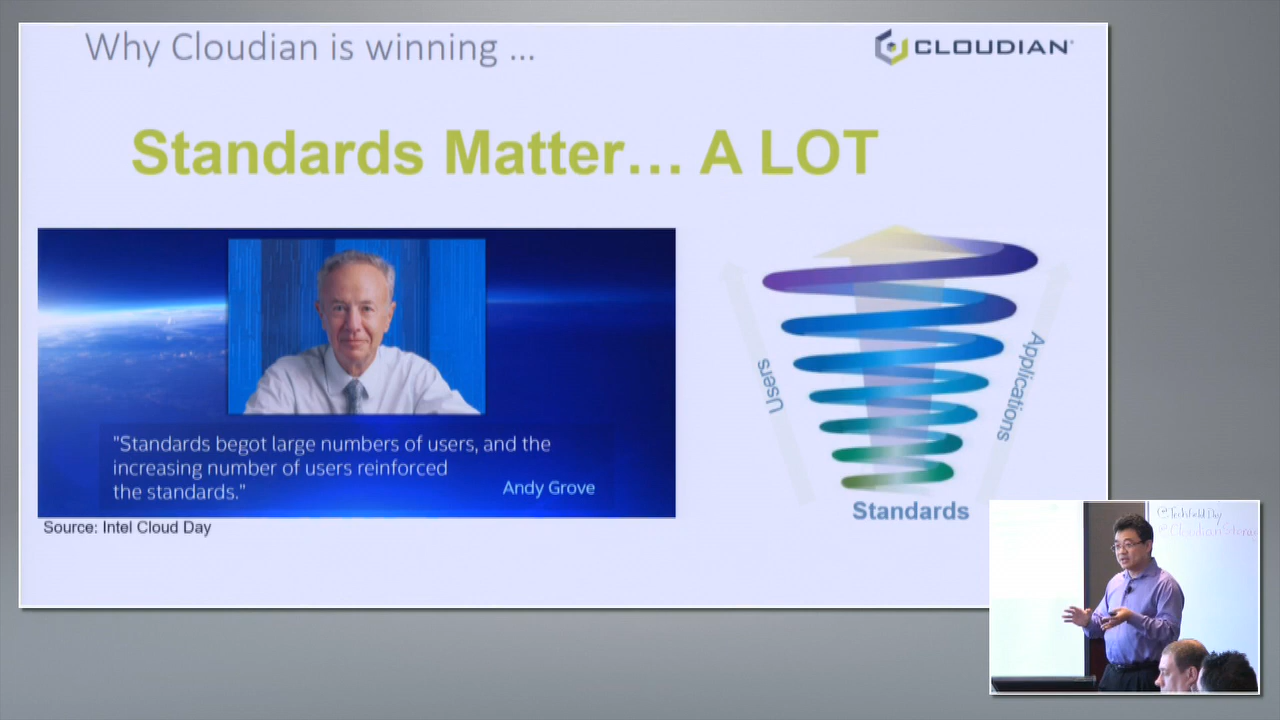 Why Cloudian is winning ...
CLOUDIAN
Standards Matter... A LOT
"Standards begot large numbers of users, and the
increasing number of users reinforced
the standards."
Andy Grove
Source: Intel Cloud Day
Users
Applications
Standards
@TechFieldDay
@CloudianStorag